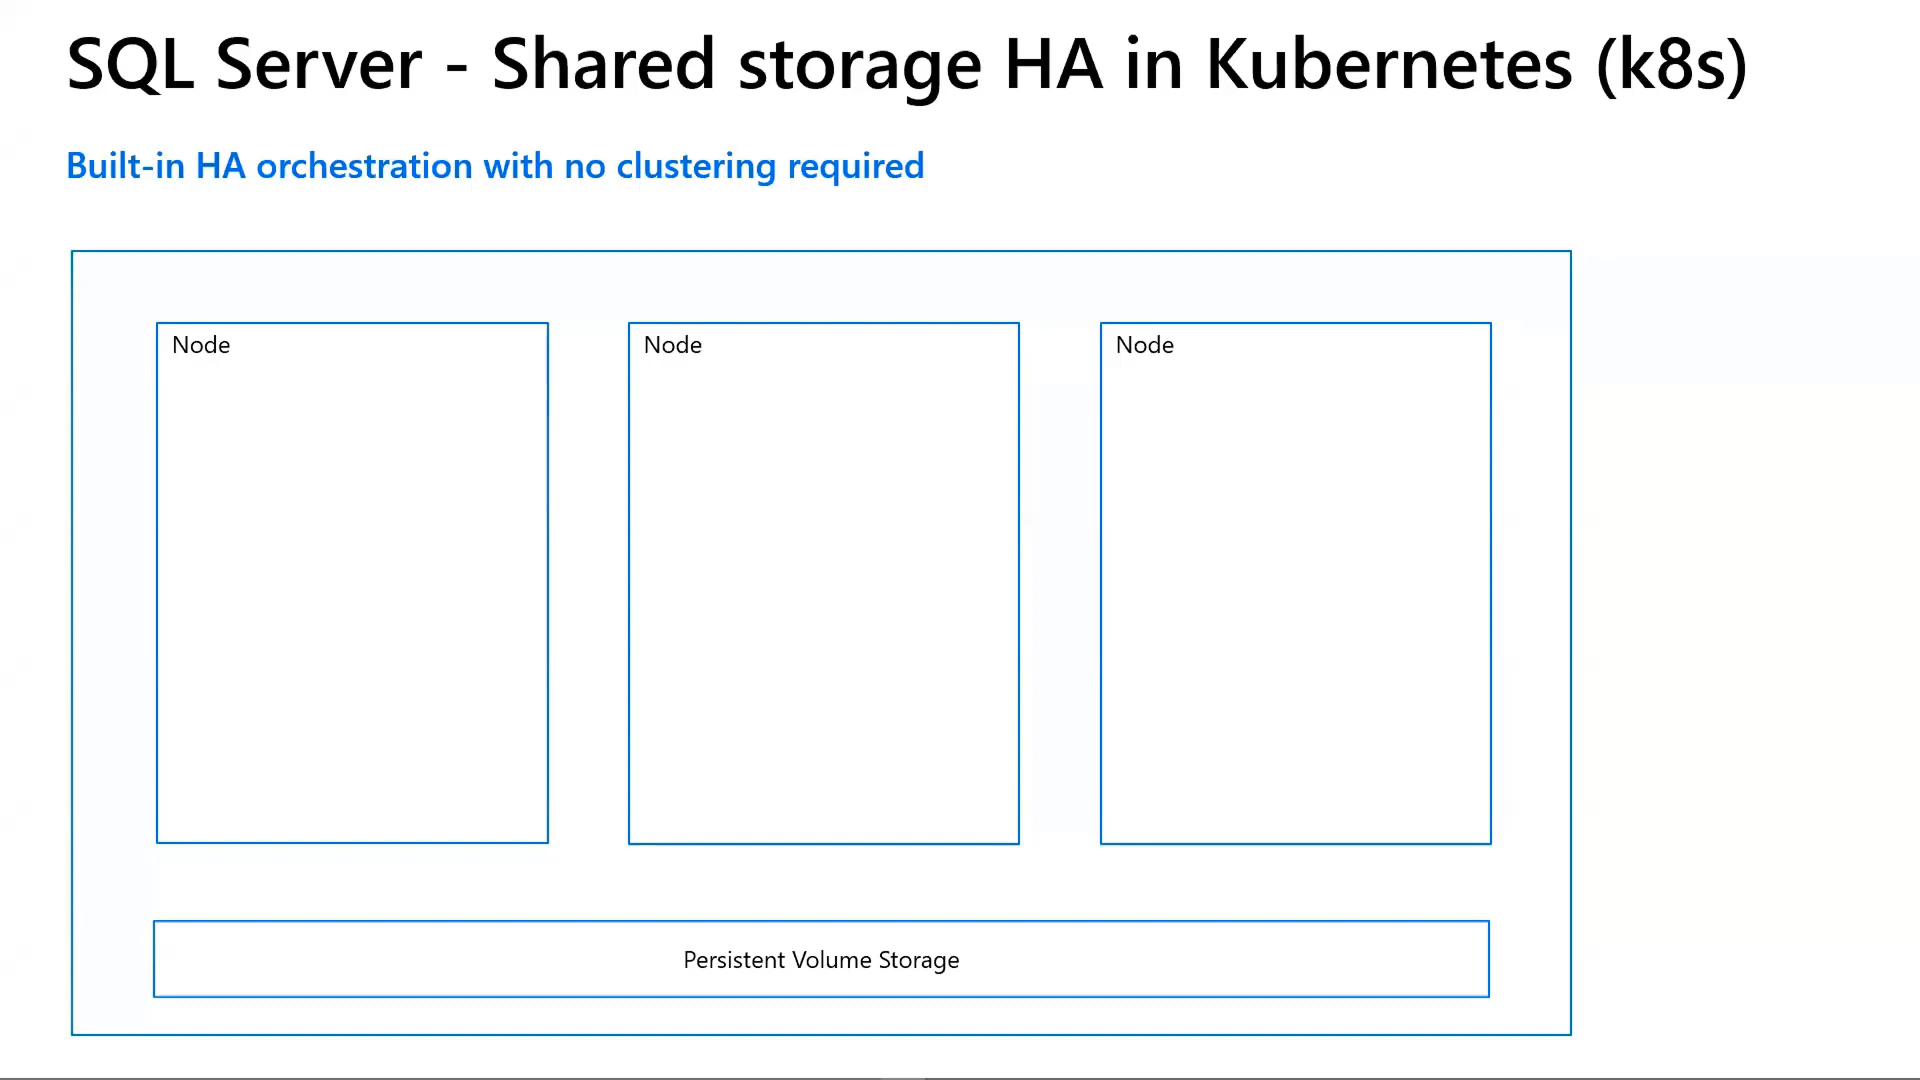 SQL Server - Shared storage HA in Kubernetes (k8s)
Built-in HA orchestration with no clustering required
Node
Node
Node
Persistent Volume Storage